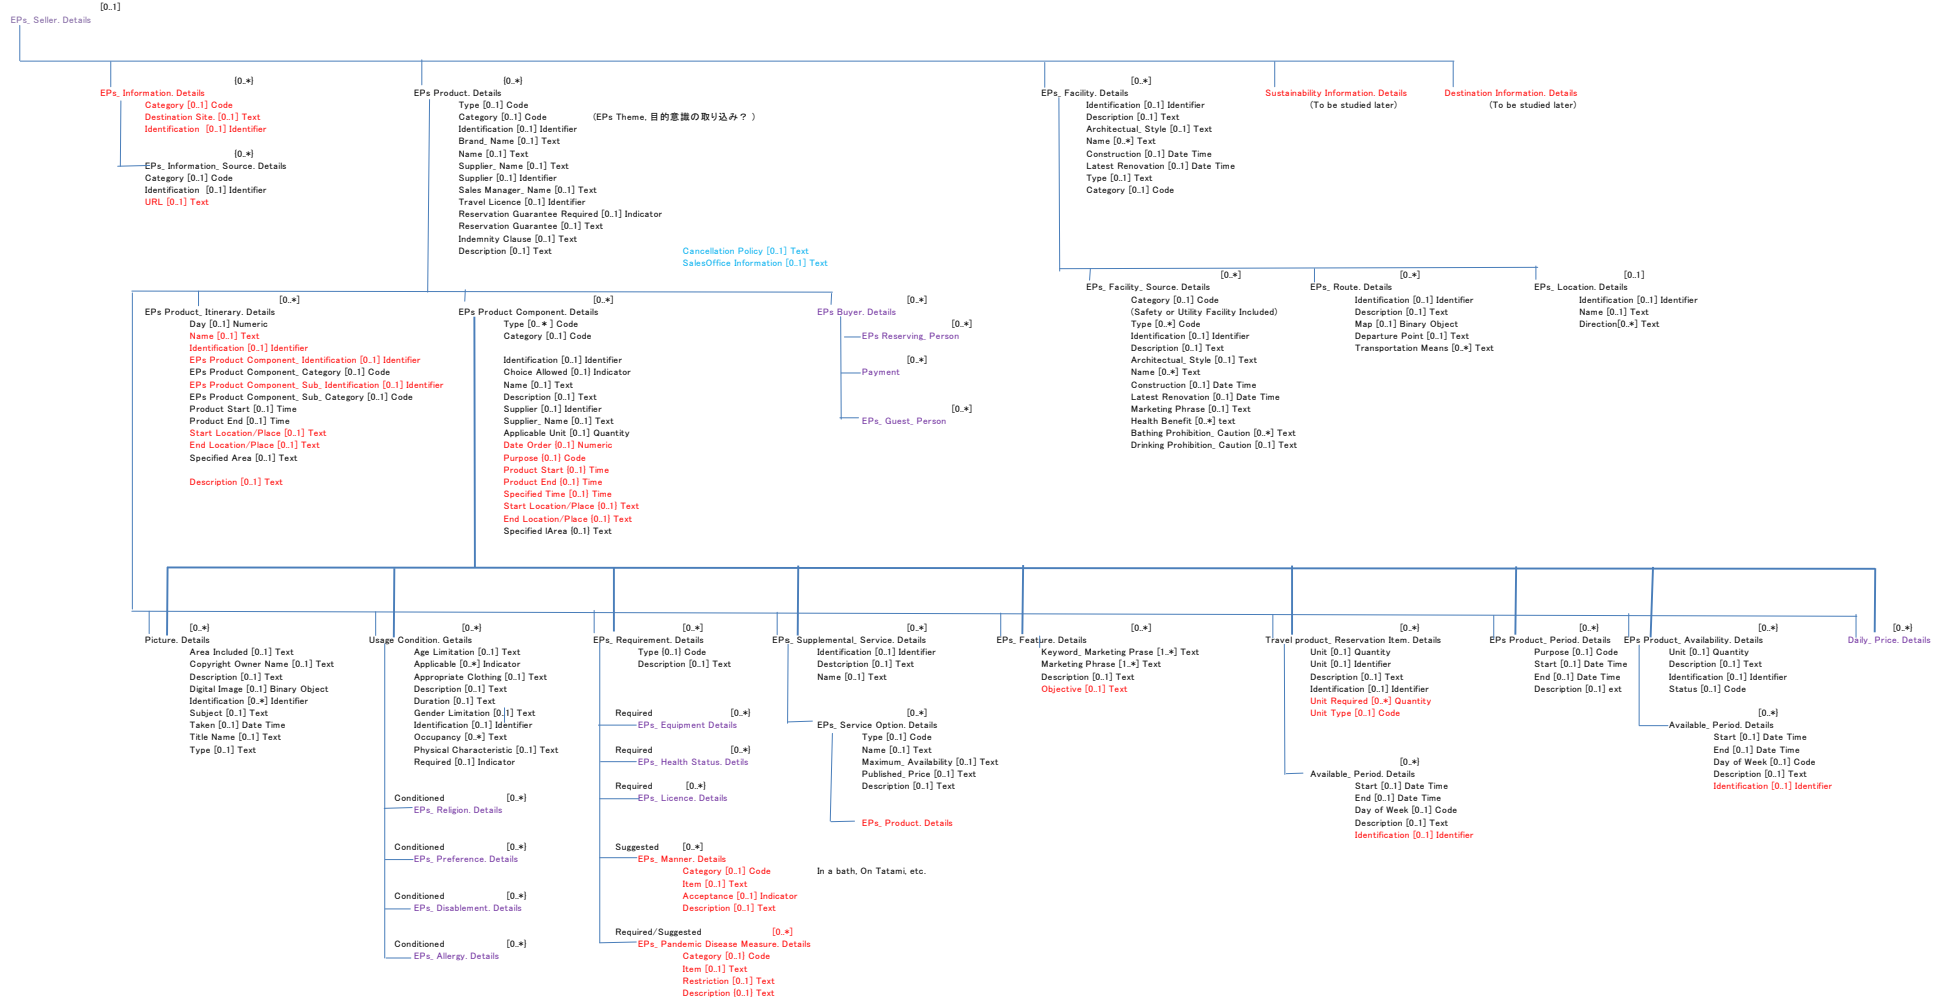 [0..1]
EPs_ Seller. Details
{0..*}
EPs_ Information. Details
Category [0..1] Code
Destination Site. [0..1] Text
Identification [0..1] Identifier
{0..*}
EPs_ Information_ Source. Details
Category [0..1] Code
Identification [0..1] Identifier
URL [0..1] Text
{0..*}
EPs Product. Details
Type [0..1] Code
Category [0..1] Code (EPs Theme, 目的意識の取り込み？ )
Identification [0..1] Identifier
Brand_ Name [0..1] Text
Name [0..1] Text
Supplier_ Name [0..1] Text
Supplier [0..1] Identifier
Sales Manager_ Name [0..1] Text
Travel Licence [0..1] Identifier
Reservation Guarantee Required [0..1] Indicator
Reservation Guarantee [0..1] Text
Indemnity Clause [0..1] Text
Description [0..1] Text
Cancellation Policy [0..1] Text
SalesOffice Information [0..1] Text
[0..*]
EPs_ Facility. Details
Identification [0..1] Identifier
Description [0..1] Text
Architectual_ Style [0..1] Text
Name [0..*] Text
Construction [0..1] Date Time
Latest Renovation [0..1] Date Time
Type [0..1] Text
Category [0..1] Code
Sustainability Information. Details
(To be studied later)
Destination Information. Details
(To be studied later)
[0..*]
EPs_ Facility_ Source. Details
Category [0..1] Code
(Safety or Utility Facility Included)
Type [0..*] Code
Identification [0..1] Identifier
Description [0..1] Text
Architectual_ Style [0..1] Text
Name [0..*] Text
Construction [0..1] Date Time
Latest Renovation [0..1] Date Time
Marketing Phrase [0..1] Text
Health Benefit [0..*] text
Bathing Prohibition_ Caution [0..*] Text
Drinking Prohibition_ Caution [0..1] Text
[0..*]
EPs_ Route. Details
Identification [0..1] Identifier
Description [0..1] Text
Map [0..1] Binary Object
Departure Point [0..1] Text
Transportation Means [0..*] Text
[0..1]
EPs_ Location. Details
Identification [0..1] Identifier
Name [0..1] Text
Direction[0..*] Text
[0..*]
EPs Product_ Itinerary. Details
Day [0..1] Numeric
Name [0..1] Text
Identification [0..1] Identifier
EPs Product Component_ Identification [0..1] Identifier
EPs Product Component_ Category [0..1] Code
EPs Product Component_ Sub_ Identification [0..1] Identifier
EPs Product Component_ Sub_ Category [0..1] Code
Product Start [0..1] Time
Product End [0..1] Time
Start Location/Place [0..1] Text
End Location/Place [0..1] Text
Specified Area [0..1] Text
Description [0..1] Text
[0..*}
EPs Product Component. Details
Type [0..* ] Code
Category [0..1] Code
Identification [0..1] Identifier
Choice Allowed [0..1} Indicator
Name [0..1] Text
Description [0..1] Text
Supplier [0..1] Identifier
Supplier_ Name [0..1] Text
Applicable Unit [0..1] Quantity
Date Order [0..1] Numeric
Purpose {0..1} Code
Product Start {0..1} Time
Product End [0..1} Time
Specified Time [0..1} Time
Start Location/Place {0..1} Text
End Location/Place {0..1} Text
Specified lArea {0..1} Text
[0..*}
EPs Buyer. Details
[0..*}
EPs Reserving_ Person
[0..*]
Payment
[0..*}
EPs_ Guest_ Person
[0..*}
Picture. Details
Area Included [0..1] Text
Copyright Owner Name [0..1] Text
Description [0..1] Text
Digital Image [0..1] Binary Object
Identification [0..*] Identifier
Subject [0..1] Text
Taken [0..1] Date Time
Title Name [0..1] Text
Type [0..1] Text
[0..*}
Usage Condition. Getails
Age Limitation [0..1] Text
Applicable [0..*] Indicator
Appropriate Clothing [0..1] Text
Description [0..1] Text
Duration [0..1] Text
Gender Limitation [0..1] Text
Identification [0..1] Identifier
Occupancy [0..*] Text
Physical Characteristic [0..1] Text
Required [0..1] Indicator
Conditioned [0..*}
EPs_ Religion. Details
Conditioned [0..*}
EPs_ Preference. Details
Conditioned [0..*}
EPs_ Disablement. Details
Conditioned [0..*}
EPs_ Allergy. Details
[0..*]
EPs_ Requirement. Details
Type {0..1} Code
Description [0..1] Text
Required [0..*}
EPs_ Equipment Details
Required [0..*]
EPs_ Health Status. Detils
Required [0..*}
EPs_ Licence. Details
Suggested [0..*]
EPs_ Manner. Details
Category [0..1] Code In a bath, On Tatami, etc.
Item [0..1] Text
Acceptance [0..1] Indicator
Description [0..1] Text
Required/Suggested [0..*]
EPs_ Pandemic Disease Measure. Details
Category [0..1} Code
Item [0..1] Text
Restriction [0..1] Text
Description {0..1} Text
[0..*]
EPs_ Supplemental_ Service. Details
Identification [0..1] Identifier
Destcription [0..1] Text
Name [0..1] Text
[0..*]
EPs_ Service Option. Details
Type [0..1] Code
Name [0..1] Text
Maximum_ Availability [0..1] Text
Published_ Price [0..1] Text
Description [0..1] Text
EPs_ Product. Details
[0..*}
EPs_ Feature. Details
Keyword_ Marketing Prase [1..*] Text
Marketing Phrase [1..*] Text
Description [0..1] Text
Objective [0..1] Text
[0..*}
Travel product_ Reservation Item. Details
Unit [0..1] Quantity
Unit [0..1] Identifier
Description [0..1] Text
Identification [0..1] Identifier
Unit Required [0..*] Quantity
Unit Type [0..1] Code
[0..*}
Available_ Period. Details
Start [0..1] Date Time
End [0..1] Date Time
Day of Week [0..1] Code
Description [0..1] Text
Identification [0..1] Identifier
[0..*}
EPs Product_ Period. Details
Purpose [0..1] Code
Start [0..1] Date Time
End [0..1] Date Time
Description [0..1] ext
[0..*}
EPs Product_ Availability. Details
Unit [0..1] Quantity
Description [0..1] Text
Identification [0..1] Identifier
Status [0..1] Code
[0..*}
Available_ Period. Details
Start [0..1] Date Time
End [0..1] Date Time
Day of Week [0..1] Code
Description [0..1] Text
Identification [0..1] Identifier
[0..*}
Daily_ Price. Details